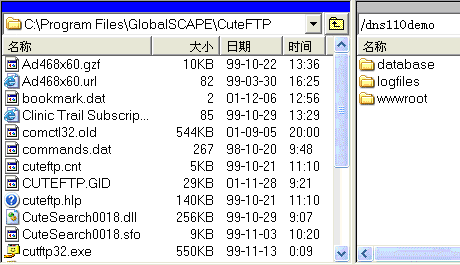 C:\Program Files\GlobalSCAPE\CuteFTP
名称 大小 日期 时间
Ad468x60.gzf 10KB 99-10-22 13:36
Ad468x60.url 82 99-03-30 16:25
bookmark.dat 2 01-12-06 12:56
Clinic Trail Subscrip... 85 99-10-29 13:29
comctl32.old 544KB 01-09-05 20:00
commands.dat 267 98-10-20 9:48
cuteftp.cnt 5KB 99-10-21 11:10
CUTEFTP.GID 29KB 01-11-28 9:21
cuteftp.hlp 140KB 99-10-21 11:10
CuteSearch0018.dll 256KB 99-10-29 9:07
CuteSearch0018.sfo 9KB 99-11-03 10:20
cutftp32.exe 550KB 99-11-13 0:09
/dns110demo
名称
database
logfiles
wwwroot